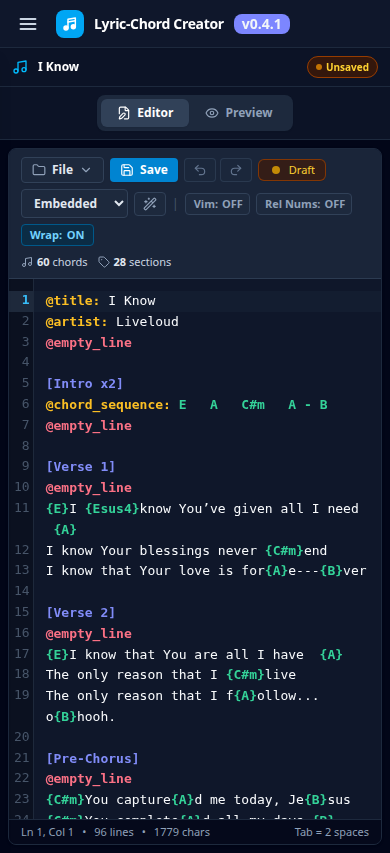 Lyric-Chord Creator v0.4.1
I Know Unsaved
Editor Preview
File Save Draft
Embedded | Vim: OFF Rel Nums: OFF
Wrap: ON
60 chords 28 sections
1 @title: I Know
2 @artist: Liveloud
3 @empty_line
4
5 [Intro x2]
6 @chord_sequence: E   A   C#m   A - B
7 @empty_line
8
9 [Verse 1]
10 @empty_line
11 {E}I {Esus4}know You’ve given all I need
{A}
12 I know Your blessings never {C#m}end
13 I know that Your love is for{A}e---{B}ver
14
15 [Verse 2]
16 @empty_line
17 {E}I know that You are all I have  {A}
18 The only reason that I {C#m}live
19 The only reason that I f{A}ollow...
o{B}hooh.
20
21 [Pre-Chorus]
22 @empty_line
23 {C#m}You capture{A}d me today, Je{B}sus
Ln 1, Col 1 • 96 lines • 1779 chars Tab = 2 spaces